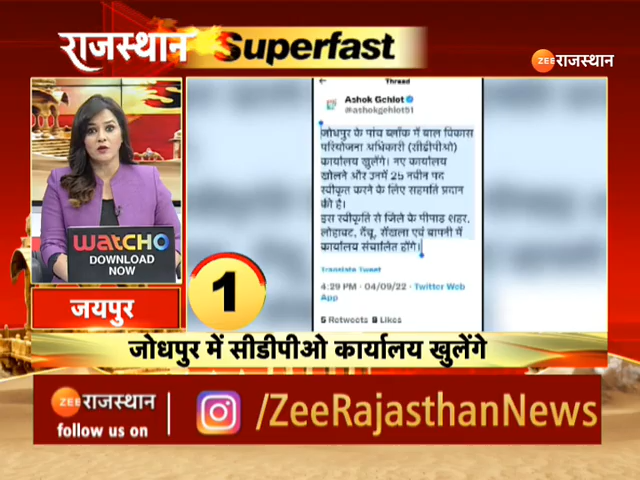 राजस्थान Superfast
ZEE राजस्थान
Thread
Ashok Gehlot
@ashokgehlot51
जोधपुर के पांच ब्लॉक में बाल विकास
परियोजना अधिकारी (सीडीपीओ)
कार्यालय खुलेंगे। नए कार्यालय
खोलने और उनमें 25 नवीन पद
स्वीकृत करने के लिए सहमति प्रदान
की है।
इस स्वीकृति से जिले के पीपाड़ शहर,
लोहावट, देंचू, सेखला एवं बापनी में
कार्यालय संचालित होंगे।
Translate Tweet
4:29 PM · 04/09/22 · Twitter Web
App
5 Retweets 9 Likes
WATCHO
DOWNLOAD
NOW
जयपुर
1
जोधपुर में सीडीपीओ कार्यालय खुलेंगे
ZEE राजस्थान
follow us on
/ZeeRajasthanNews